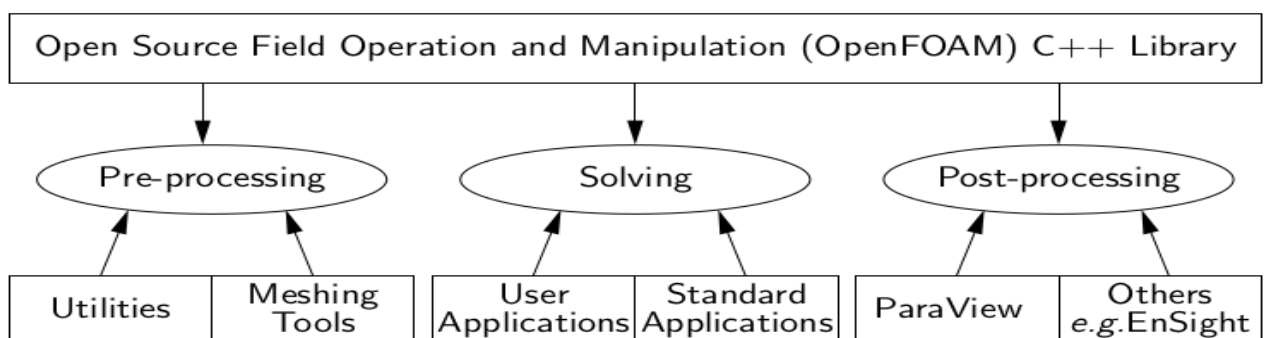 Open Source Field Operation and Manipulation (OpenFOAM) C++ Library
Pre-processing
Solving
Post-processing
Utilities
Meshing
Tools
User
Applications
Standard
Applications
ParaView
Others
e.g.EnSight